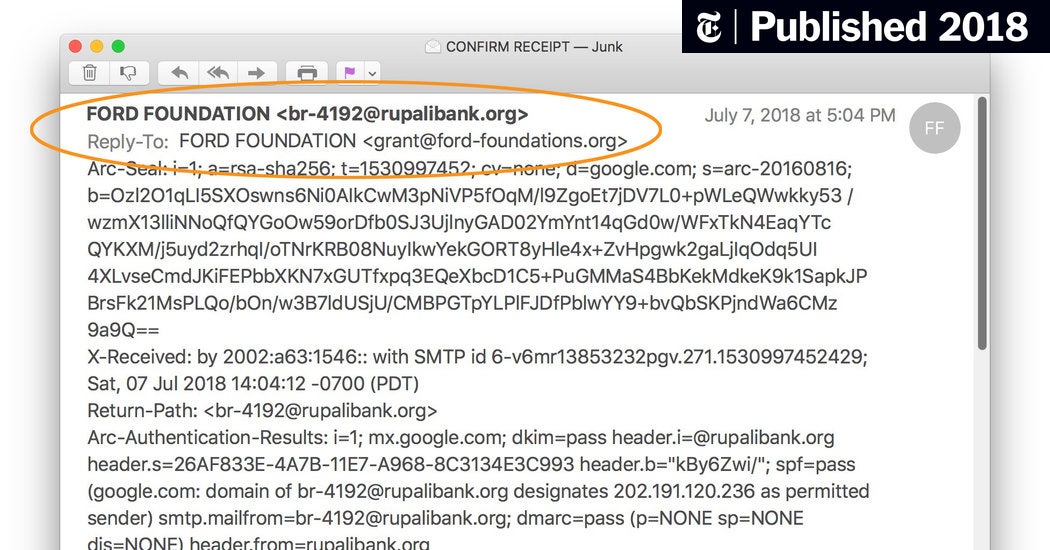 Published 2018
CONFIRM RECEIPT — Junk
FORD FOUNDATION <br-4192@rupalibank.org>
July 7, 2018 at 5:04 PM
FF
Reply-To: FORD FOUNDATION <grant@ford-foundations.org>
Arc-Seal: i=1; a=rsa-sha256; t=1530997452; cv=none; d=google.com; s=arc-20160816;
b=Ozl2O1qLI5SXOswns6Ni0AIkCwM3pNiVP5fOqM/l9ZgoEt7jDV7L0+pWLeQWwkky53 /
wzmX13lliNNoQfQYGoOw59orDfb0SJ3UjlnyGAD02YmYnt14qGd0w/WFxTkN4EaqYTc
QYKXM/j5uyd2zrhqI/oTNrKRB08NuyIkwYekGORT8yHle4x+ZvHpgwk2gaLjIqOdq5UI
4XLvseCmdJKiFEPbbXKN7xGUTfxpq3EQeXbcD1C5+PuGMMaS4BbKekMdkeK9k1SapkJP
BrsFk21MsPLQo/bOn/w3B7ldUSjU/CMBPGTpYLPlFJDfPblwYY9+bvQbSKPjndWa6CMz
9a9Q==
X-Received: by 2002:a63:1546:: with SMTP id 6-v6mr13853232pgv.271.1530997452429;
Sat, 07 Jul 2018 14:04:12 -0700 (PDT)
Return-Path: <br-4192@rupalibank.org>
Arc-Authentication-Results: i=1; mx.google.com; dkim=pass header.i=@rupalibank.org
header.s=26AF833E-4A7B-11E7-A968-8C3134E3C993 header.b="kBy6Zwi/"; spf=pass
(google.com: domain of br-4192@rupalibank.org designates 202.191.120.236 as permitted
sender) smtp.mailfrom=br-4192@rupalibank.org; dmarc=pass (p=NONE sp=NONE
dis=NONE) header.from=rupalibank.org